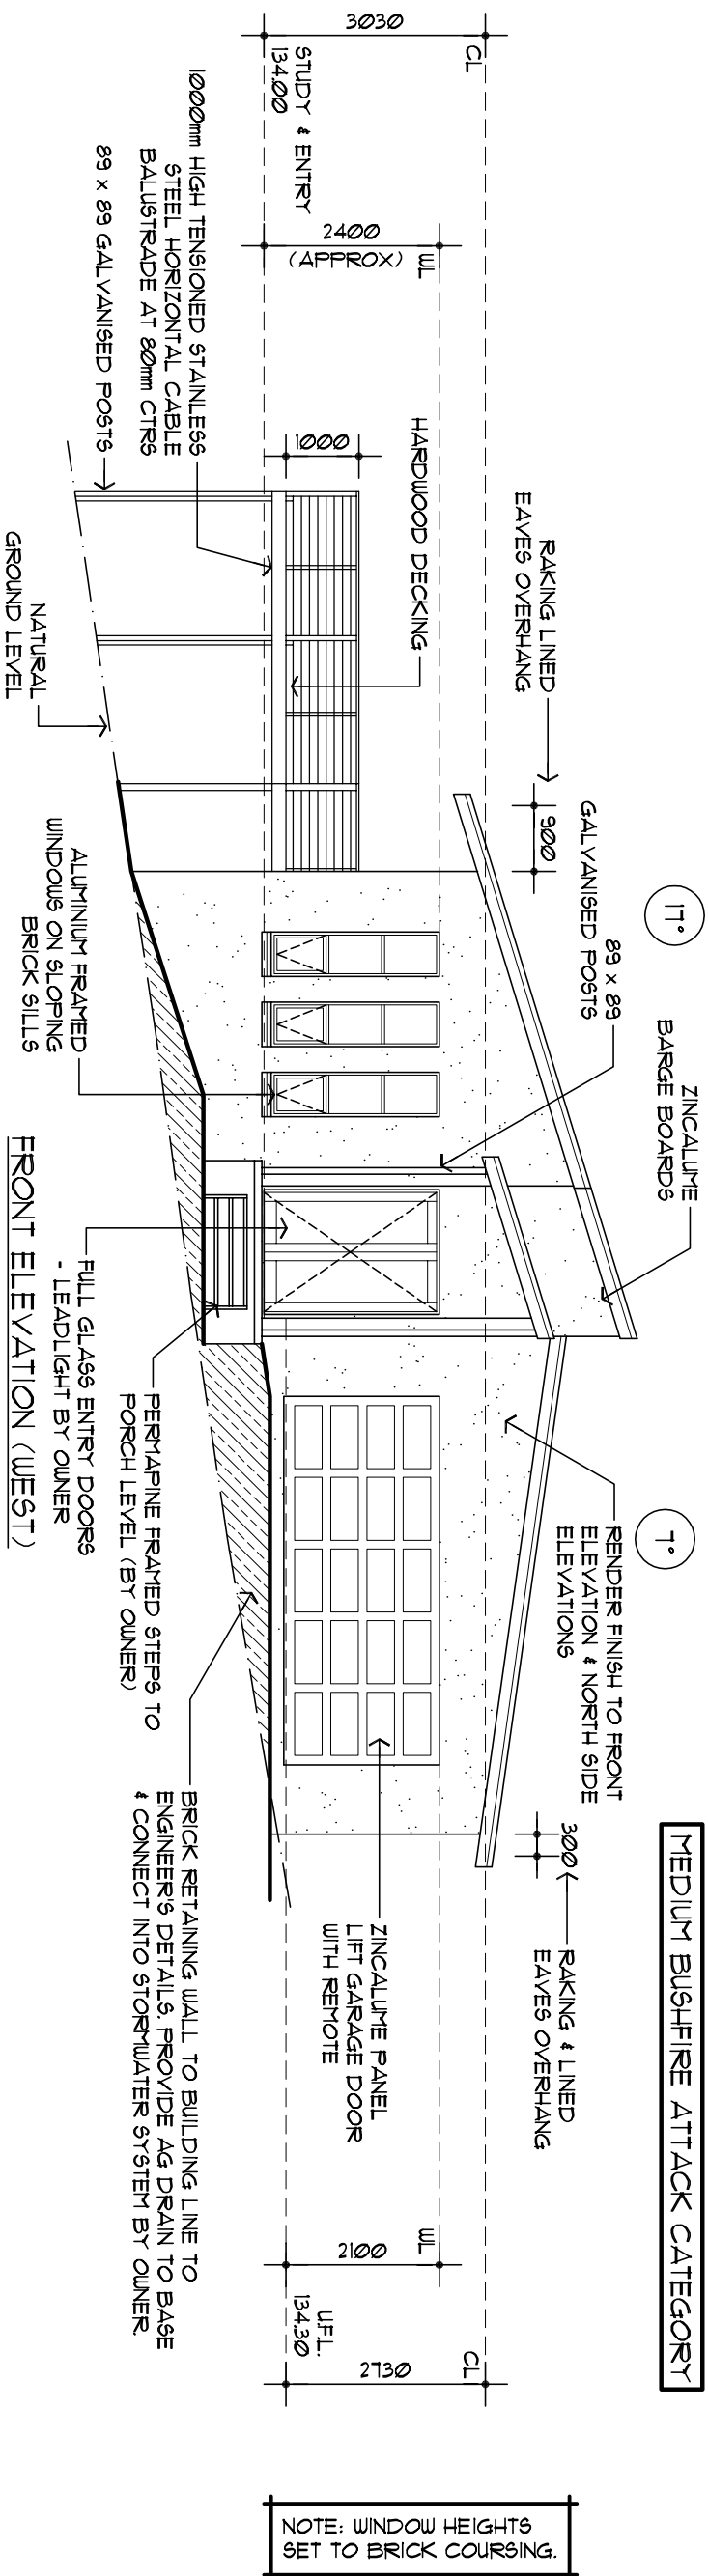 MEDIUM BUSHFIRE ATTACK CATEGORY
17°
7°
ZINCALUME
BARGE BOARDS
89 x 89
GALVANISED POSTS
RAKING LINED
EAVES OVERHANG
900
HARDWOOD DECKING
RENDER FINISH TO FRONT
ELEVATION & NORTH SIDE
ELEVATIONS
300
RAKING & LINED
EAVES OVERHANG
CL
3030
STUDY & ENTRY
134.00
WL
2400
(APPROX)
1000
1000mm HIGH TENSIONED STAINLESS
STEEL HORIZONTAL CABLE
BALUSTRADE AT 80mm CTRS
89 x 89 GALVANISED POSTS
NATURAL
GROUND LEVEL
ALUMINIUM FRAMED
WINDOWS ON SLOPING
BRICK SILLS
FULL GLASS ENTRY DOORS
- LEADLIGHT BY OWNER
PERMAPINE FRAMED STEPS TO
PORCH LEVEL (BY OWNER)
ZINCALUME PANEL
LIFT GARAGE DOOR
WITH REMOTE
BRICK RETAINING WALL TO BUILDING LINE TO
ENGINEER'S DETAILS. PROVIDE AG DRAIN TO BASE
& CONNECT INTO STORMWATER SYSTEM BY OWNER.
WL
2100
U.F.L.
134.30
CL
2730
FRONT ELEVATION (WEST)
NOTE: WINDOW HEIGHTS
SET TO BRICK COURSING.